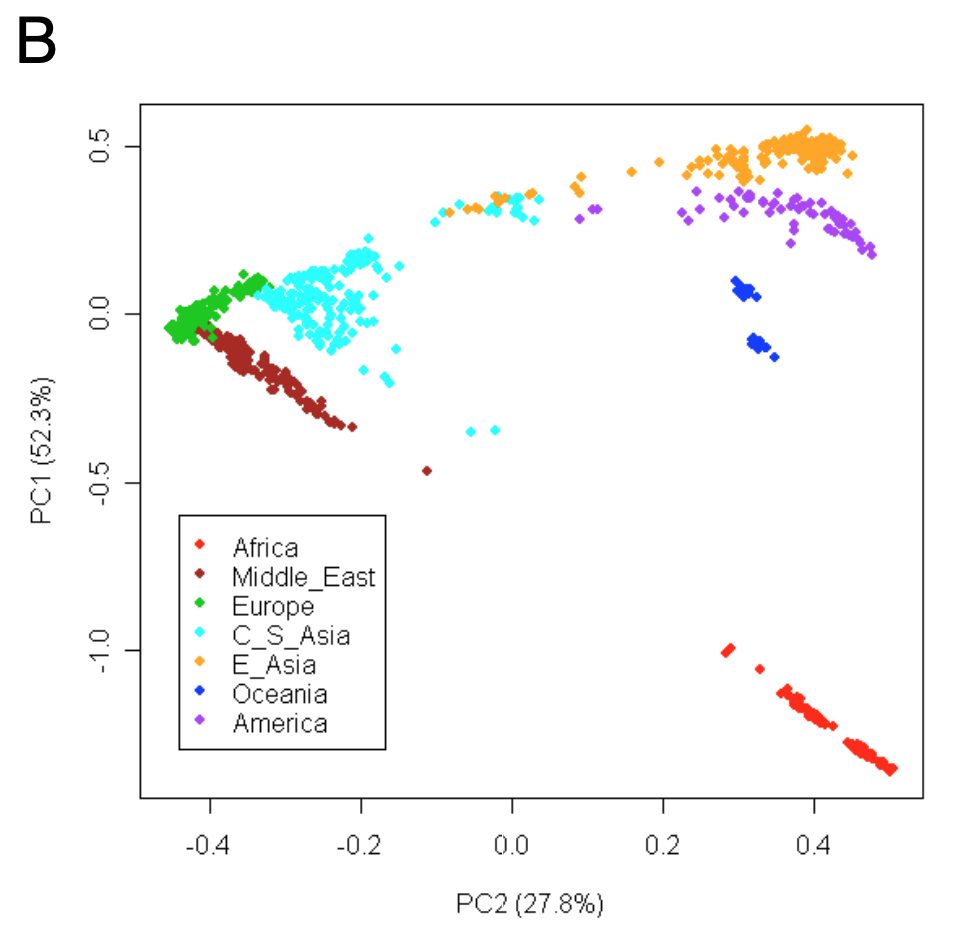 B
0.5
0.0
-0.5
-1.0
PC1 (52.3%)
Africa
Middle_East
Europe
C_S_Asia
E_Asia
Oceania
America
-0.4 -0.2 0.0 0.2 0.4
PC2 (27.8%)